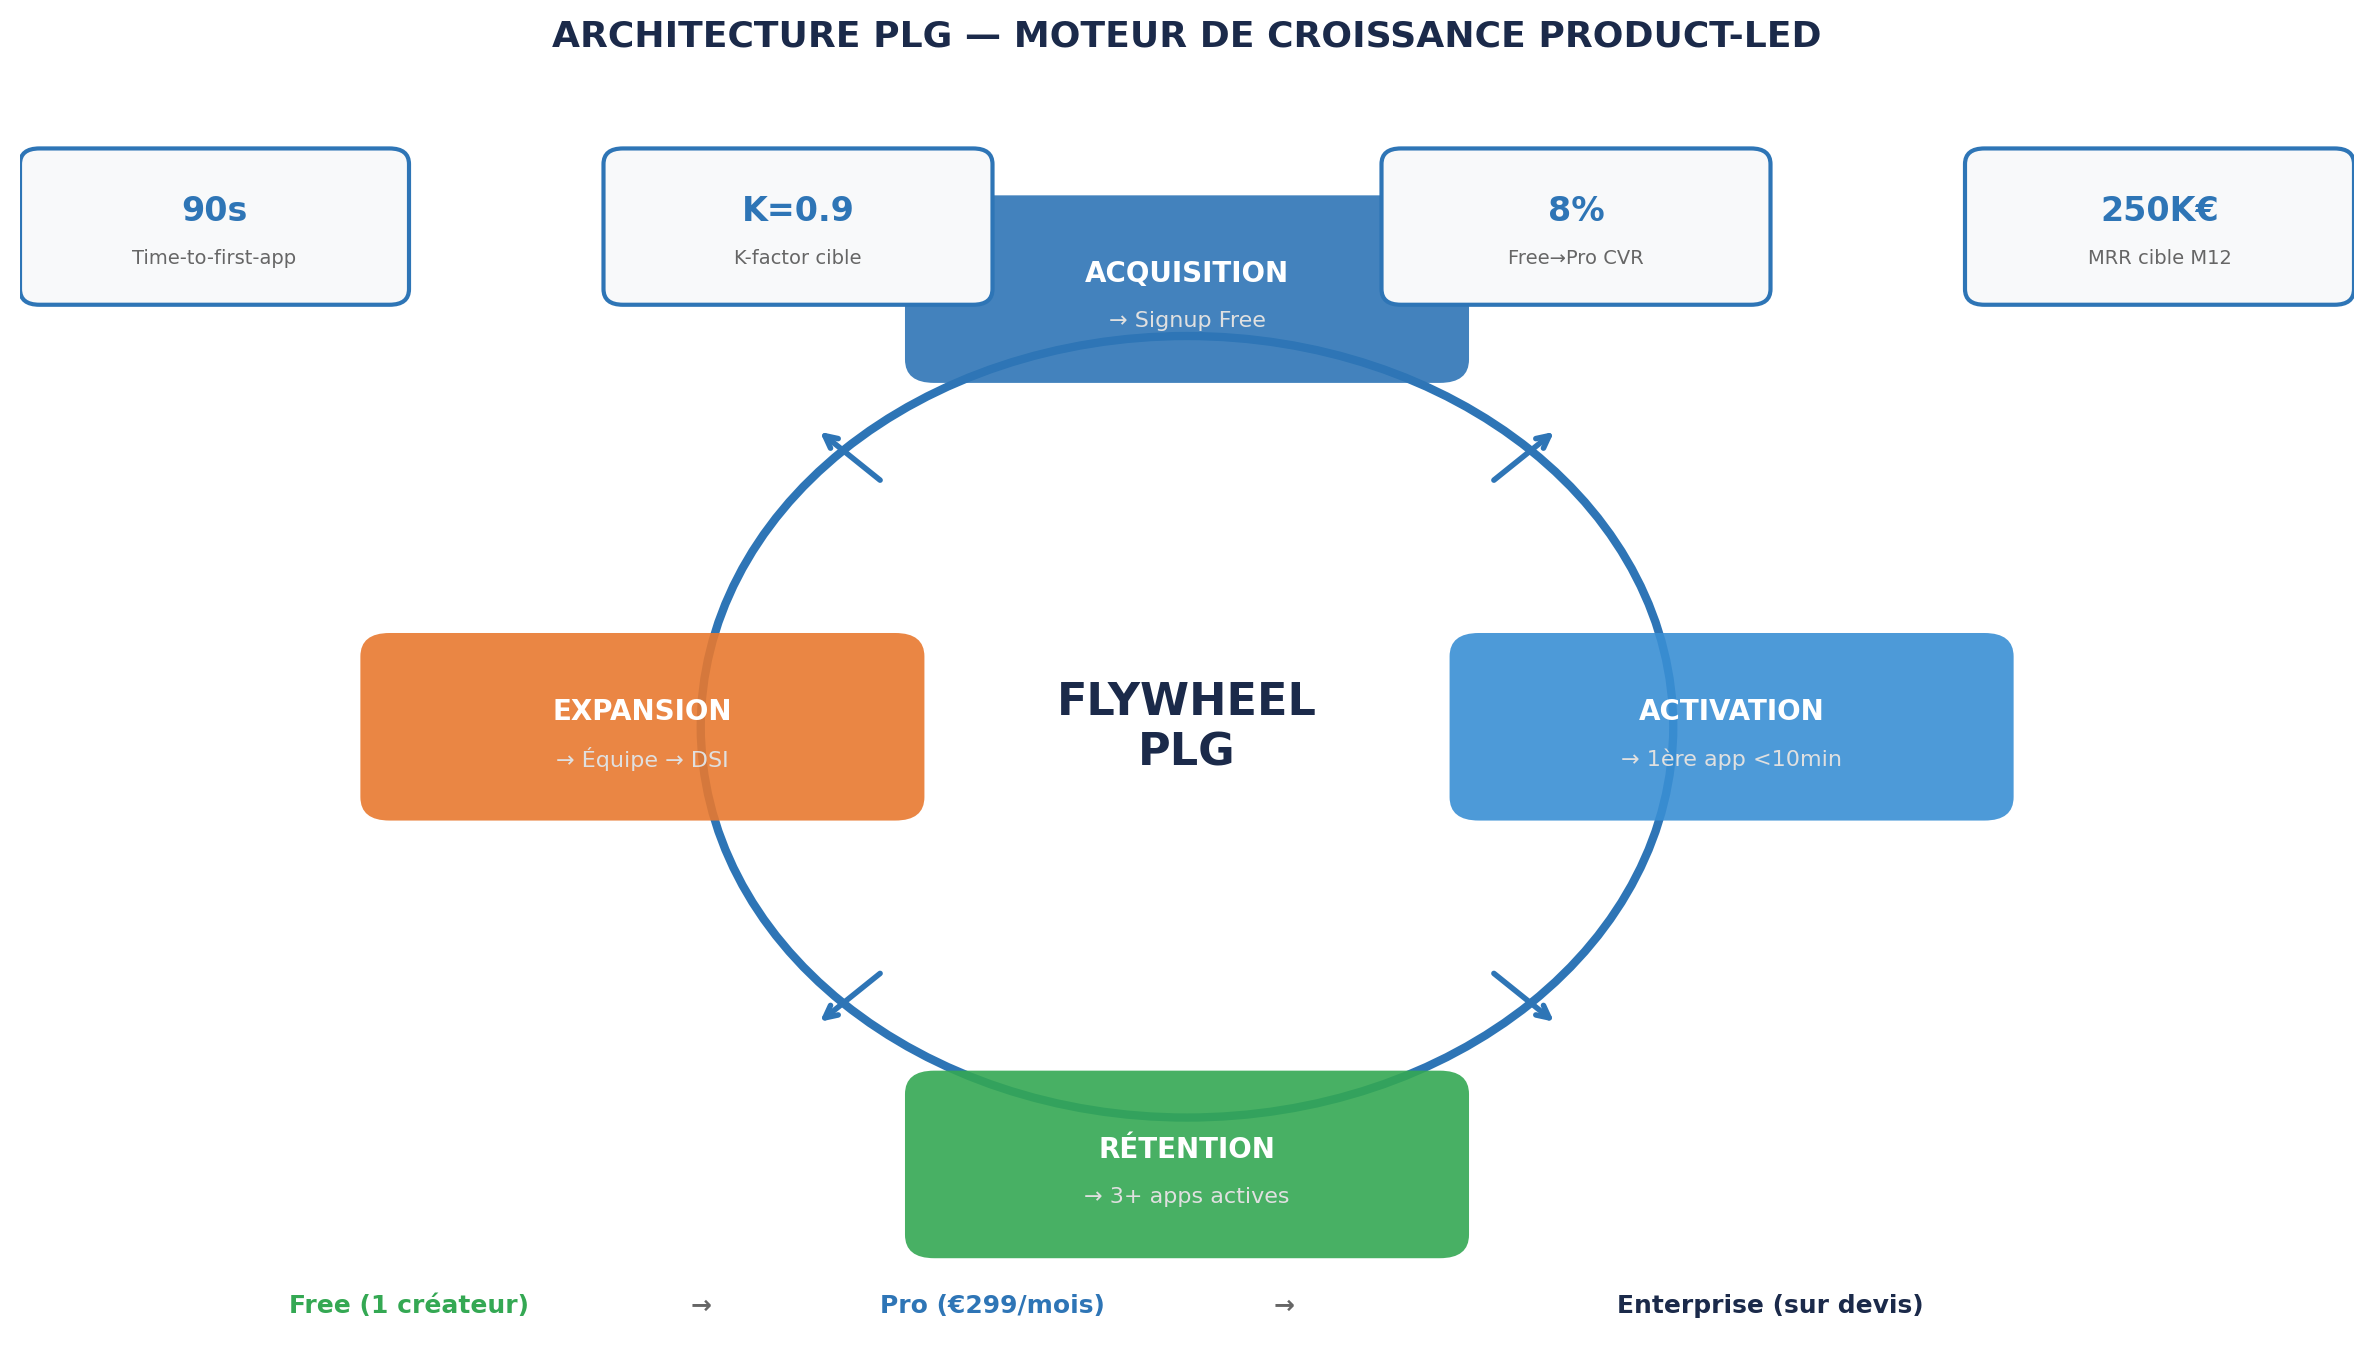 ARCHITECTURE PLG — MOTEUR DE CROISSANCE PRODUCT-LED
90s
Time-to-first-app
K=0.9
K-factor cible
8%
Free→Pro CVR
250K€
MRR cible M12
ACQUISITION
→ Signup Free
EXPANSION
→ Équipe → DSI
FLYWHEEL
PLG
ACTIVATION
→ 1ère app <10min
RÉTENTION
→ 3+ apps actives
Free (1 créateur) → Pro (€299/mois) → Enterprise (sur devis)